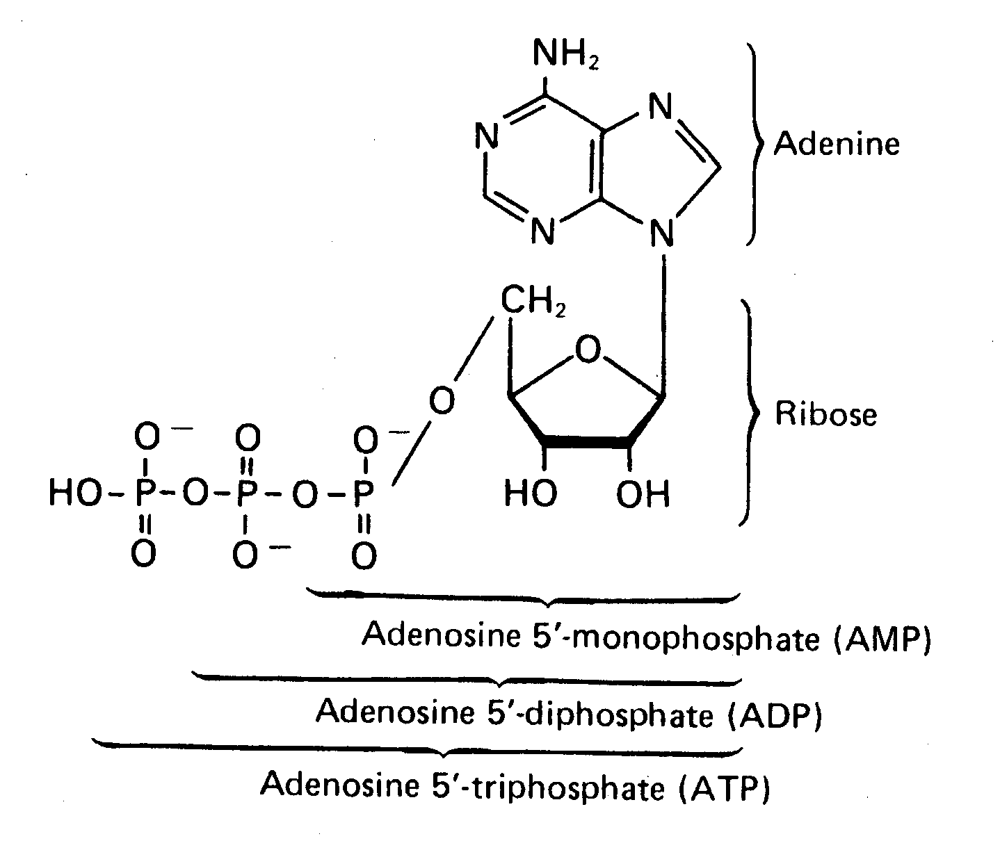 NH₂
N
N
Adenine
N
N
CH₂
O
O
Ribose
O⁻ O O⁻
HO-P-O-P-O-P
HO OH
O O⁻ O
Adenosine 5′-monophosphate (AMP)
Adenosine 5′-diphosphate (ADP)
Adenosine 5′-triphosphate (ATP)